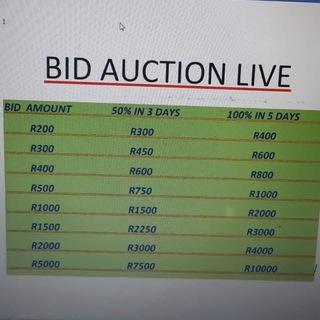 1
BID AUCTION LIVE
BID AMOUNT 50% IN 3 DAYS 100% IN 5 DAYS
R200 R300 R400
R300 R450 R600
R400 R600 R800
R500 R750 R1000
R1000 R1500 R2000
R1500 R2250 R3000
R2000 R3000 R4000
R5000 R7500 R10000